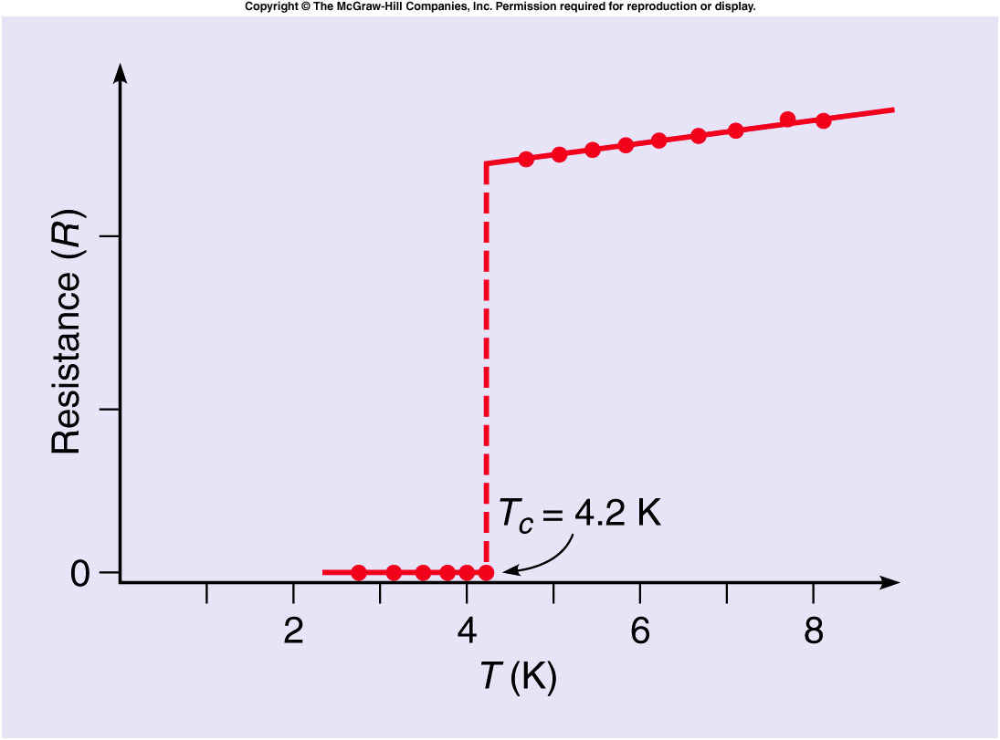 Copyright © The McGraw-Hill Companies, Inc. Permission required for reproduction or display.
Resistance (R)
T_c = 4.2 K
0
2 4 6 8
T (K)